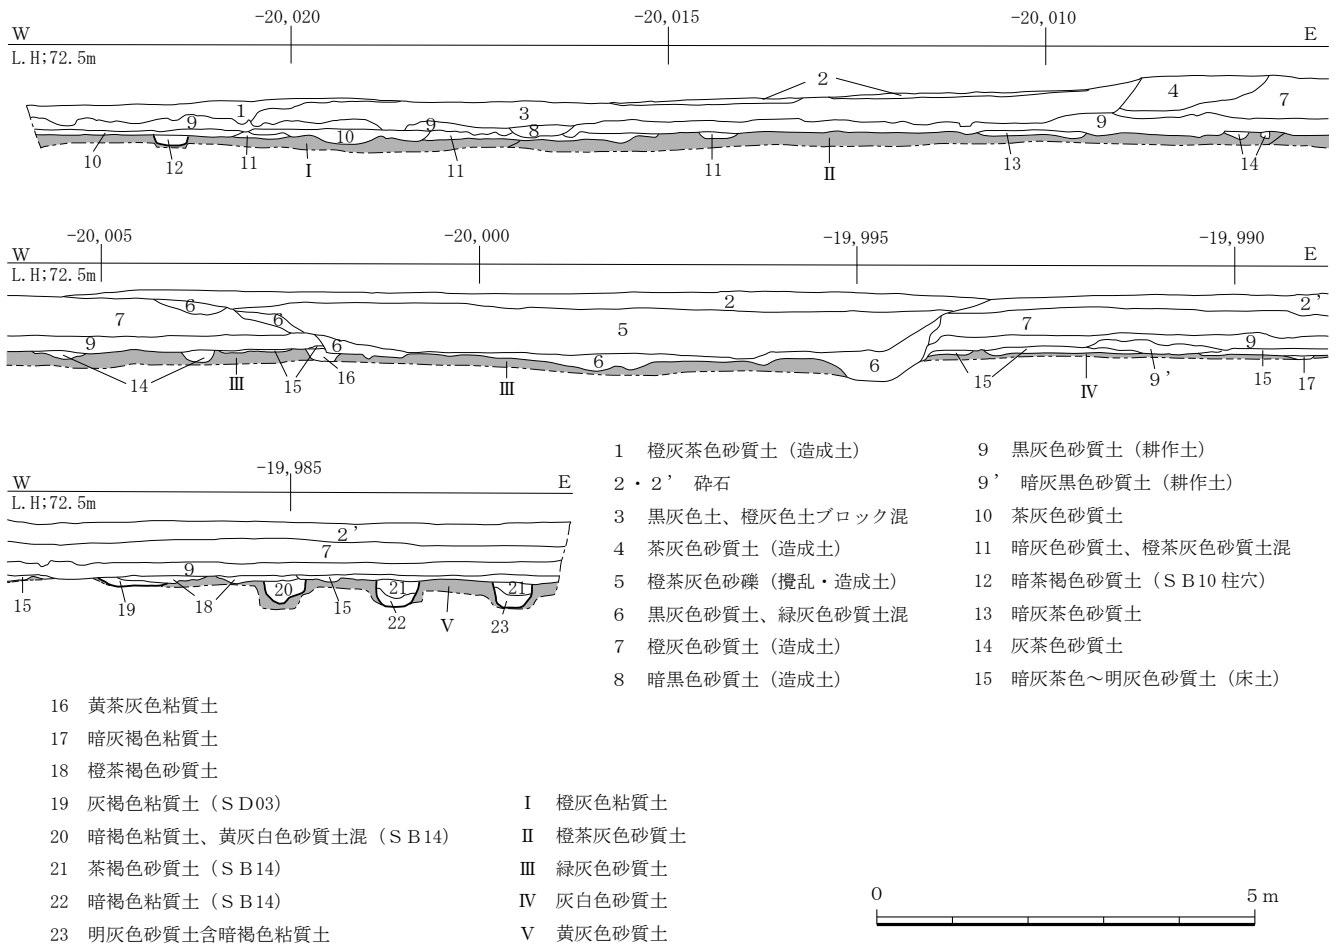 -20,020 -20,015 -20,010
W E
L.H;72.5m
2
1 3 4 7
9 9 8 10 9
10 12 11 Ⅰ 11 11 Ⅱ 13 14
-20,005 -20,000 -19,995 -19,990
W E
L.H;72.5m
6 2 2’
7 6 5 7
9 6 6 6 9
14 Ⅲ 15 16 Ⅲ 15 Ⅳ 9’ 15 17
-19,985
W E
L.H;72.5m
2’
7
9
20 21 21
15 19 18 15 22 Ⅴ 23
1 橙灰茶色砂質土（造成土）
2・2’ 砕石
3 黒灰色土、橙灰色土ブロック混
4 茶灰色砂質土（造成土）
5 橙茶灰色砂礫（攪乱・造成土）
6 黒灰色砂質土、緑灰色砂質土混
7 橙灰色砂質土（造成土）
8 暗黒色砂質土（造成土）
9 黒灰色砂質土（耕作土）
9’ 暗灰黒色砂質土（耕作土）
10 茶灰色砂質土
11 暗灰色砂質土、橙茶灰色砂質土混
12 暗茶褐色砂質土（ＳＢ10 柱穴）
13 暗灰茶色砂質土
14 灰茶色砂質土
15 暗灰茶色～明灰色砂質土（床土）
16 黄茶灰色粘質土
17 暗灰褐色粘質土
18 橙茶褐色砂質土
19 灰褐色粘質土（ＳＤ03）
20 暗褐色粘質土、黄灰白色砂質土混（ＳＢ14）
21 茶褐色砂質土（ＳＢ14）
22 暗褐色粘質土（ＳＢ14）
23 明灰色砂質土含暗褐色粘質土
Ⅰ 橙灰色粘質土
Ⅱ 橙茶灰色砂質土
Ⅲ 緑灰色砂質土
Ⅳ 灰白色砂質土
Ⅴ 黄灰色砂質土
0 5 m